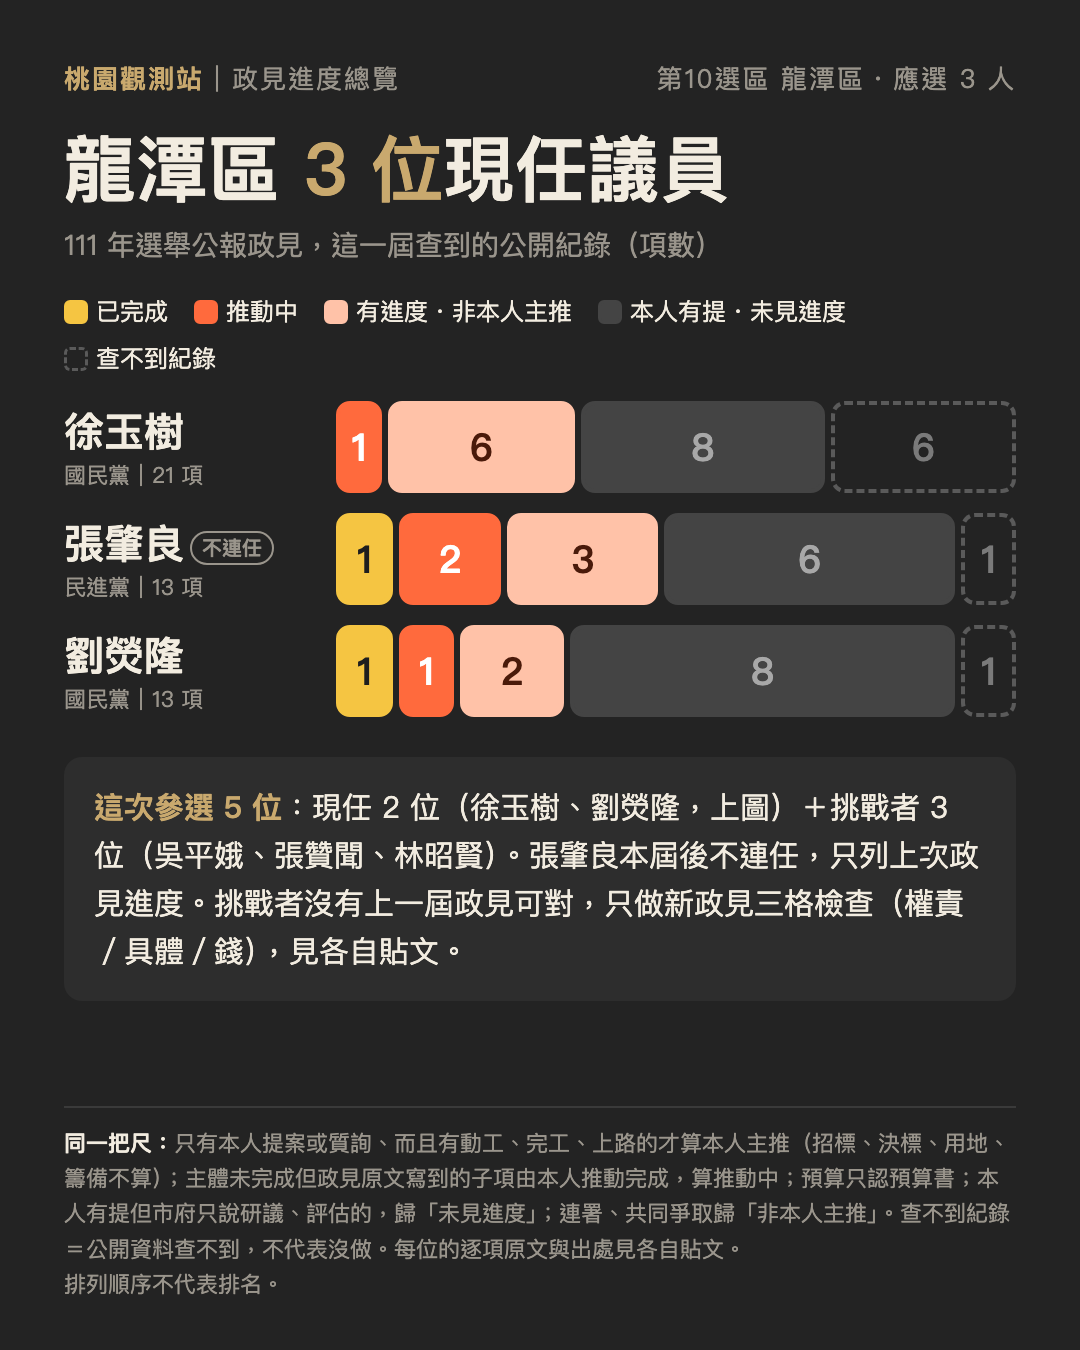 桃園觀測站｜政見進度總覽
第10選區 龍潭區・應選 3 人
龍潭區 3 位現任議員
111 年選舉公報政見，這一屆查到的公開紀錄（項數）
已完成 推動中 有進度・非本人主推 本人有提・未見進度
查不到紀錄
徐玉樹
國民黨｜21 項
1 6 8 6
張肇良 不連任
民進黨｜13 項
1 2 3 6 1
劉熒隆
國民黨｜13 項
1 1 2 8 1
這次參選 5 位：現任 2 位（徐玉樹、劉熒隆，上圖）＋挑戰者 3
位（吳平娥、張贊聞、林昭賢）。張肇良本屆後不連任，只列上次政
見進度。挑戰者沒有上一屆政見可對，只做新政見三格檢查（權責
/ 具體 / 錢），見各自貼文。
同一把尺：只有本人提案或質詢、而且有動工、完工、上路的才算本人主推（招標、決標、用地、
籌備不算）；主體未完成但政見原文寫到的子項由本人推動完成，算推動中；預算只認預算書；本
人有提但市府只說研議、評估的，歸「未見進度」；連署、共同爭取歸「非本人主推」。查不到紀錄
＝公開資料查不到，不代表沒做。每位的逐項原文與出處見各自貼文。
排列順序不代表排名。